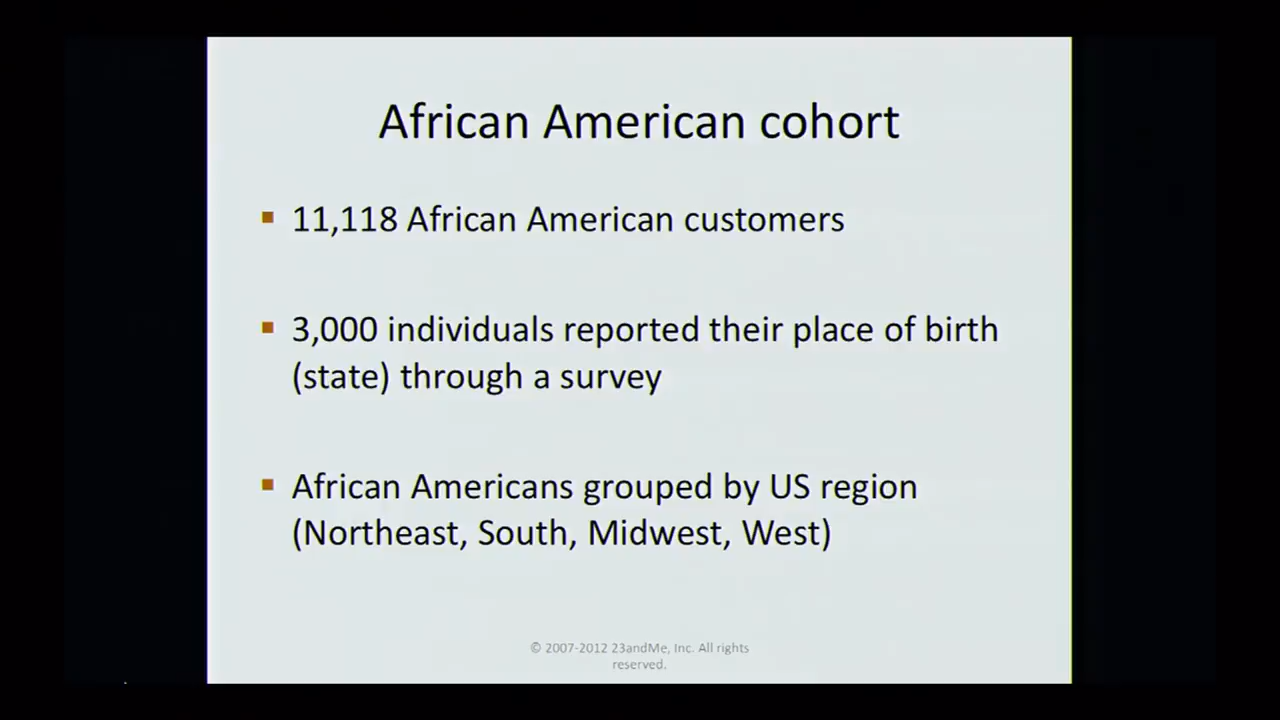 African American cohort
▪ 11,118 African American customers
▪ 3,000 individuals reported their place of birth
(state) through a survey
▪ African Americans grouped by US region
(Northeast, South, Midwest, West)
© 2007-2012 23andMe, Inc. All rights
reserved.